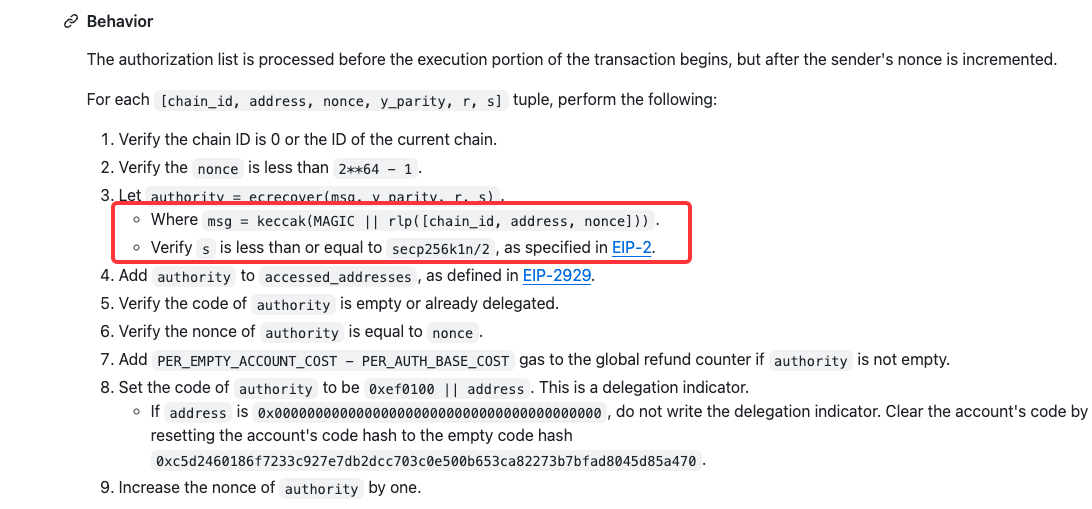 Behavior
The authorization list is processed before the execution portion of the transaction begins, but after the sender's nonce is incremented.
For each [chain_id, address, nonce, y_parity, r, s] tuple, perform the following:
1. Verify the chain ID is 0 or the ID of the current chain.
2. Verify the nonce is less than 2**64 - 1.
3. Let authority = ecrecover(msg, y_parity, r, s).
Where msg = keccak(MAGIC || rlp([chain_id, address, nonce])).
Verify s is less than or equal to secp256k1n/2, as specified in EIP-2.
4. Add authority to accessed_addresses, as defined in EIP-2929.
5. Verify the code of authority is empty or already delegated.
6. Verify the nonce of authority is equal to nonce.
7. Add PER_EMPTY_ACCOUNT_COST - PER_AUTH_BASE_COST gas to the global refund counter if authority is not empty.
8. Set the code of authority to be 0xef0100 || address. This is a delegation indicator.
If address is 0x0000000000000000000000000000000000000000, do not write the delegation indicator. Clear the account's code by
resetting the account's code hash to the empty code hash
0xc5d2460186f7233c927e7db2dcc703c0e500b653ca82273b7bfad8045d85a470.
9. Increase the nonce of authority by one.